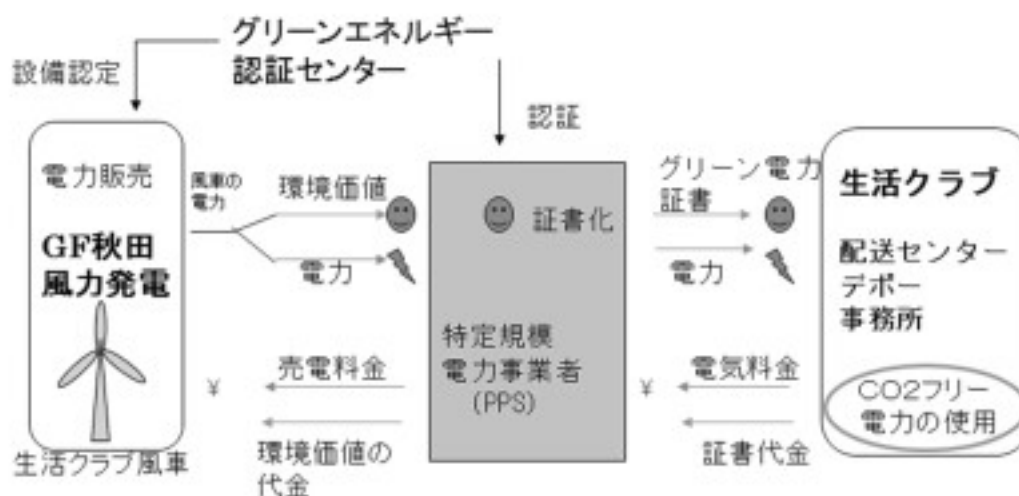 グリーンエネルギー
認証センター
設備認定
認証
電力販売
GF秋田
風力発電
生活クラブ風車
風車の
電力
環境価値
電力
¥
売電料金
環境価値の
代金
証書化
特定規模
電力事業者
(PPS)
グリーン電力
証書
電力
¥
電気料金
証書代金
生活クラブ
配送センター
デポー
事務所
CO2フリー
電力の使用